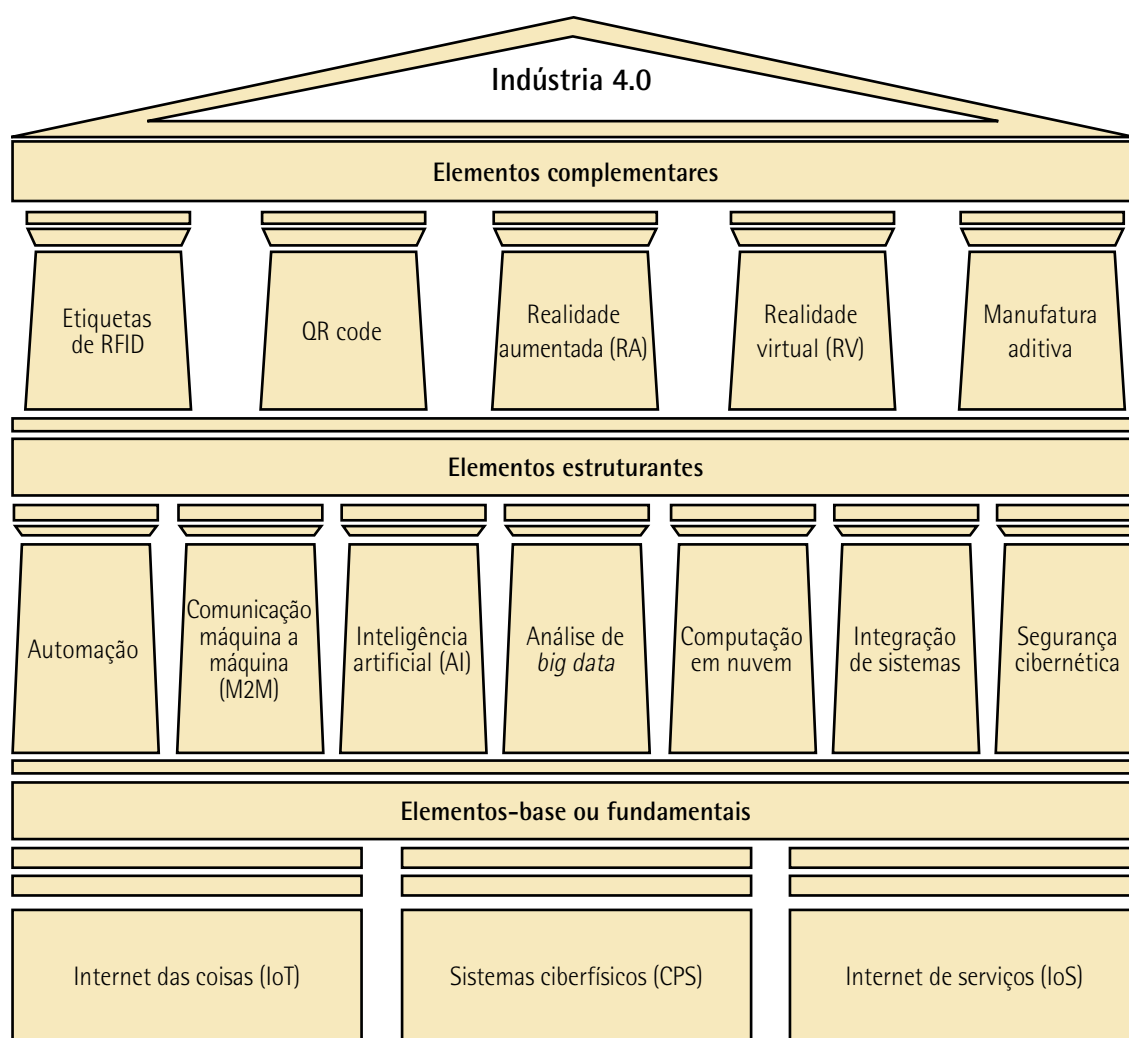 Indústria 4.0
Elementos complementares
Etiquetas
de RFID
QR code
Realidade
aumentada (RA)
Realidade
virtual (RV)
Manufatura
aditiva
Elementos estruturantes
Automação
Comunicação
máquina a
máquina
(M2M)
Inteligência
artificial (AI)
Análise de
big data
Computação
em nuvem
Integração
de sistemas
Segurança
cibernética
Elementos-base ou fundamentais
Internet das coisas (IoT)
Sistemas ciberfísicos (CPS)
Internet de serviços (IoS)